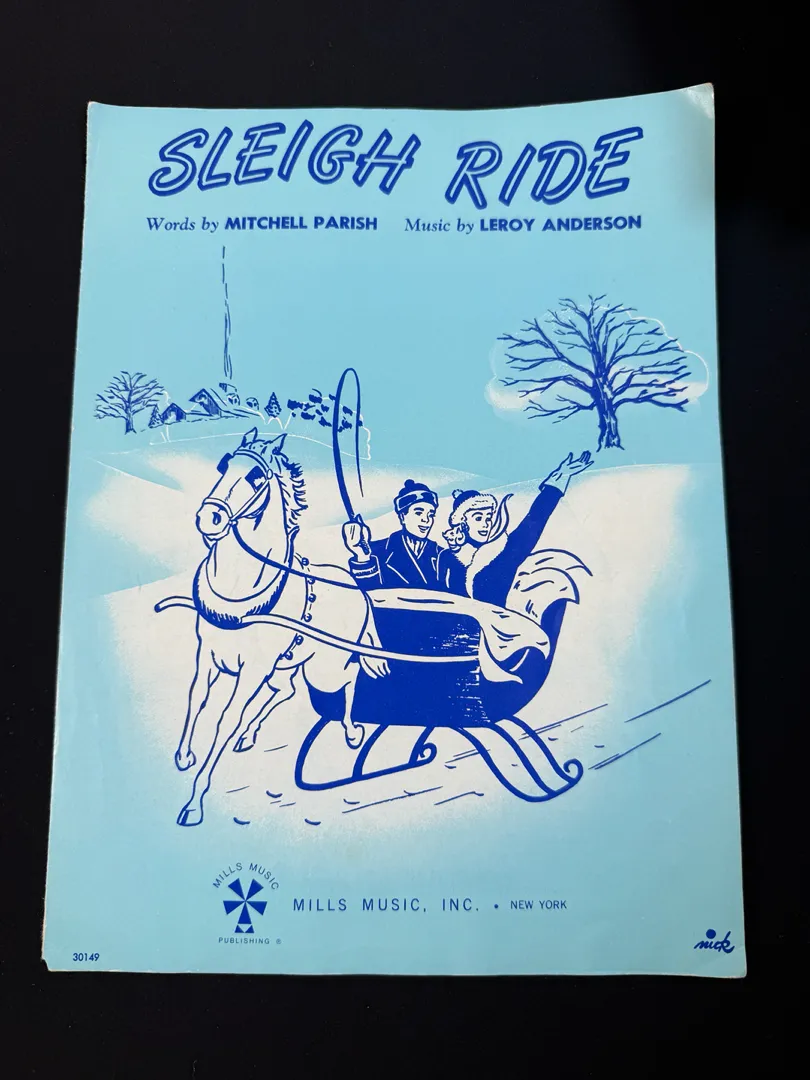 SLEIGH RIDE
Words by MITCHELL PARISH Music by LEROY ANDERSON
MILLS MUSIC
PUBLISHING ®
MILLS MUSIC, INC. • NEW YORK
30149
nick